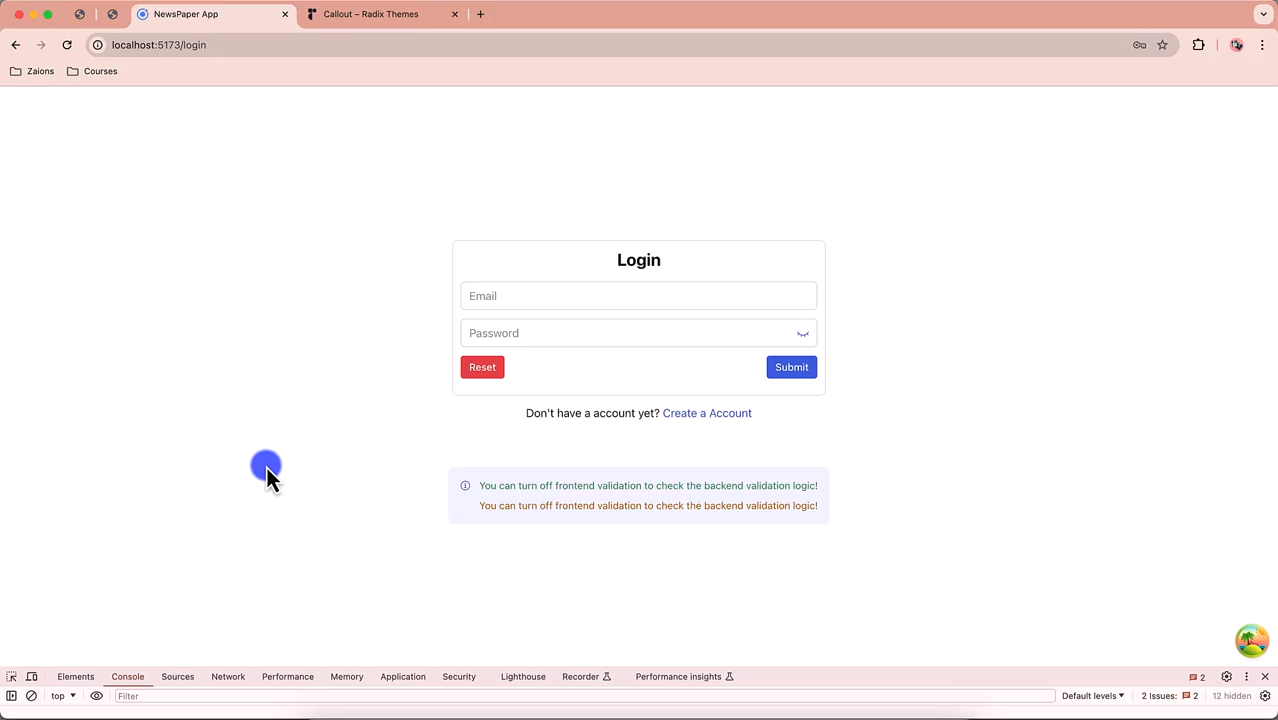 NewsPaper App
Callout – Radix Themes
localhost:5173/login
Zaions
Courses
Login
Email
Password
Reset
Submit
Don't have a account yet? Create a Account
You can turn off frontend validation to check the backend validation logic!
You can turn off frontend validation to check the backend validation logic!
Elements Console Sources Network Performance Memory Application Security Lighthouse Recorder Performance insights 2
top Filter Default levels 2 Issues: 2 12 hidden